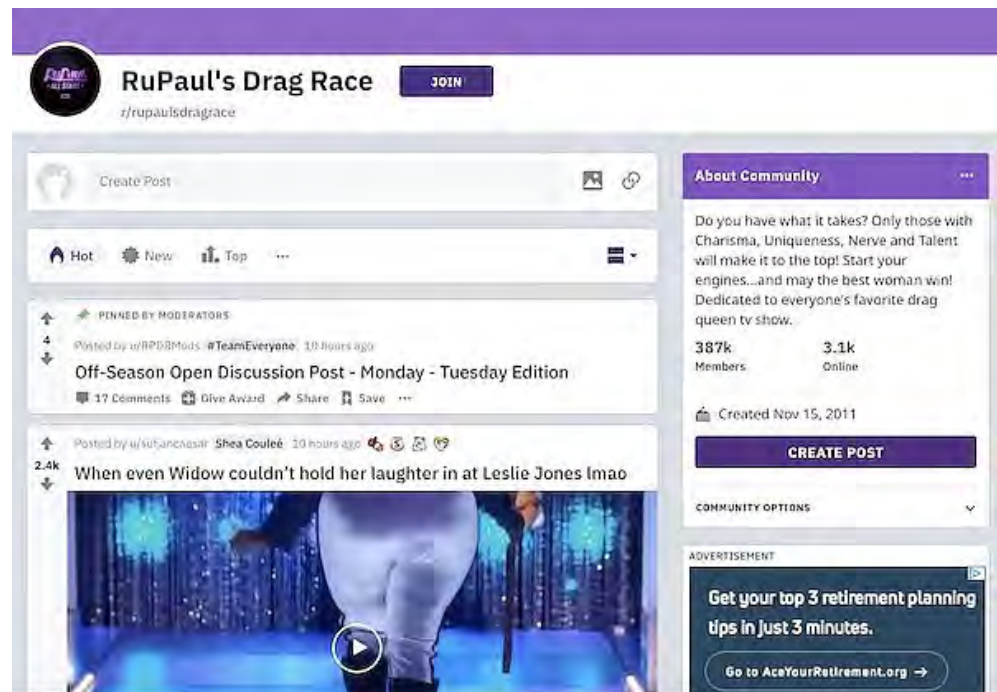 RuPaul's Drag Race
JOIN
r/rupaulsdragrace
Create Post
Hot
New
Top
PINNED BY MODERATORS
4
Posted by u/RPDRMods #TeamEveryone 10 hours ago
Off-Season Open Discussion Post - Monday - Tuesday Edition
17 Comments
Give Award
Share
Save
Posted by Shea Couleé 10 hours ago
2.4k
When even Widow couldn't hold her laughter in at Leslie Jones lmao
About Community
Do you have what it takes? Only those with
Charisma, Uniqueness, Nerve and Talent
will make it to the top! Start your
engines...and may the best woman win!
Dedicated to everyone's favorite drag
queen tv show.
387k
3.1k
Members
Online
Created Nov 15, 2011
CREATE POST
COMMUNITY OPTIONS
ADVERTISEMENT
Get your top 3 retirement planning
tips in just 3 minutes.
Go to AceYourRetirement.org →